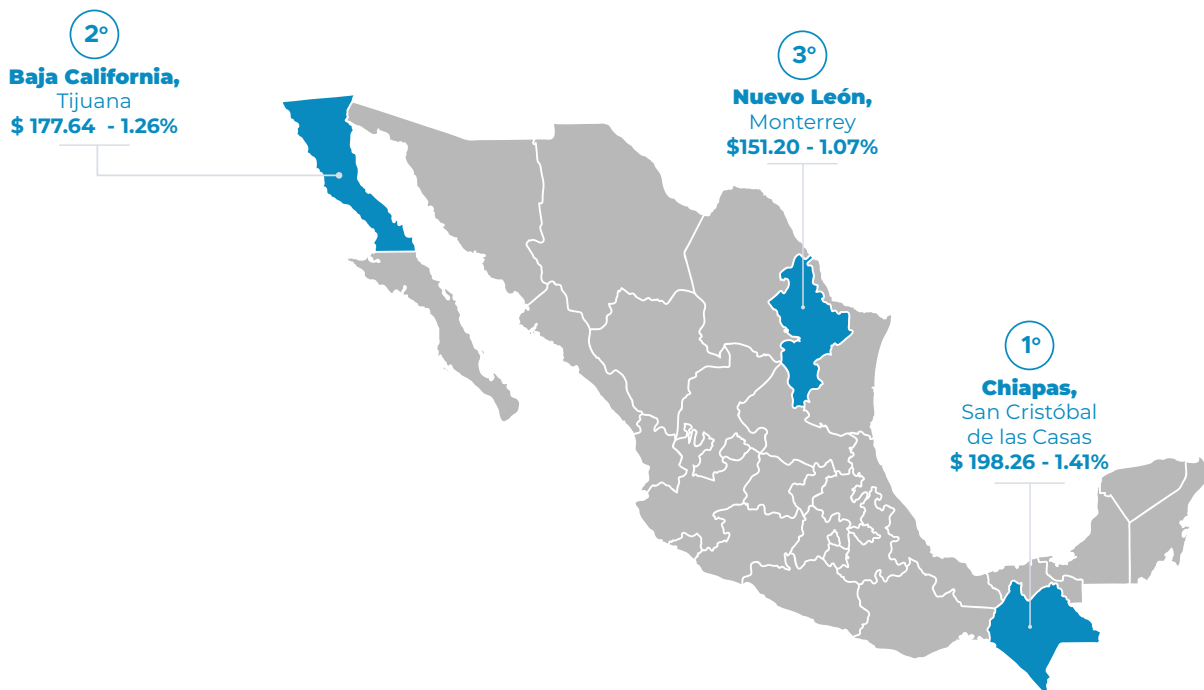 2°
Baja California,
Tijuana
$ 177.64 - 1.26%
3°
Nuevo León,
Monterrey
$151.20 - 1.07%
1°
Chiapas,
San Cristóbal
de las Casas
$ 198.26 - 1.41%